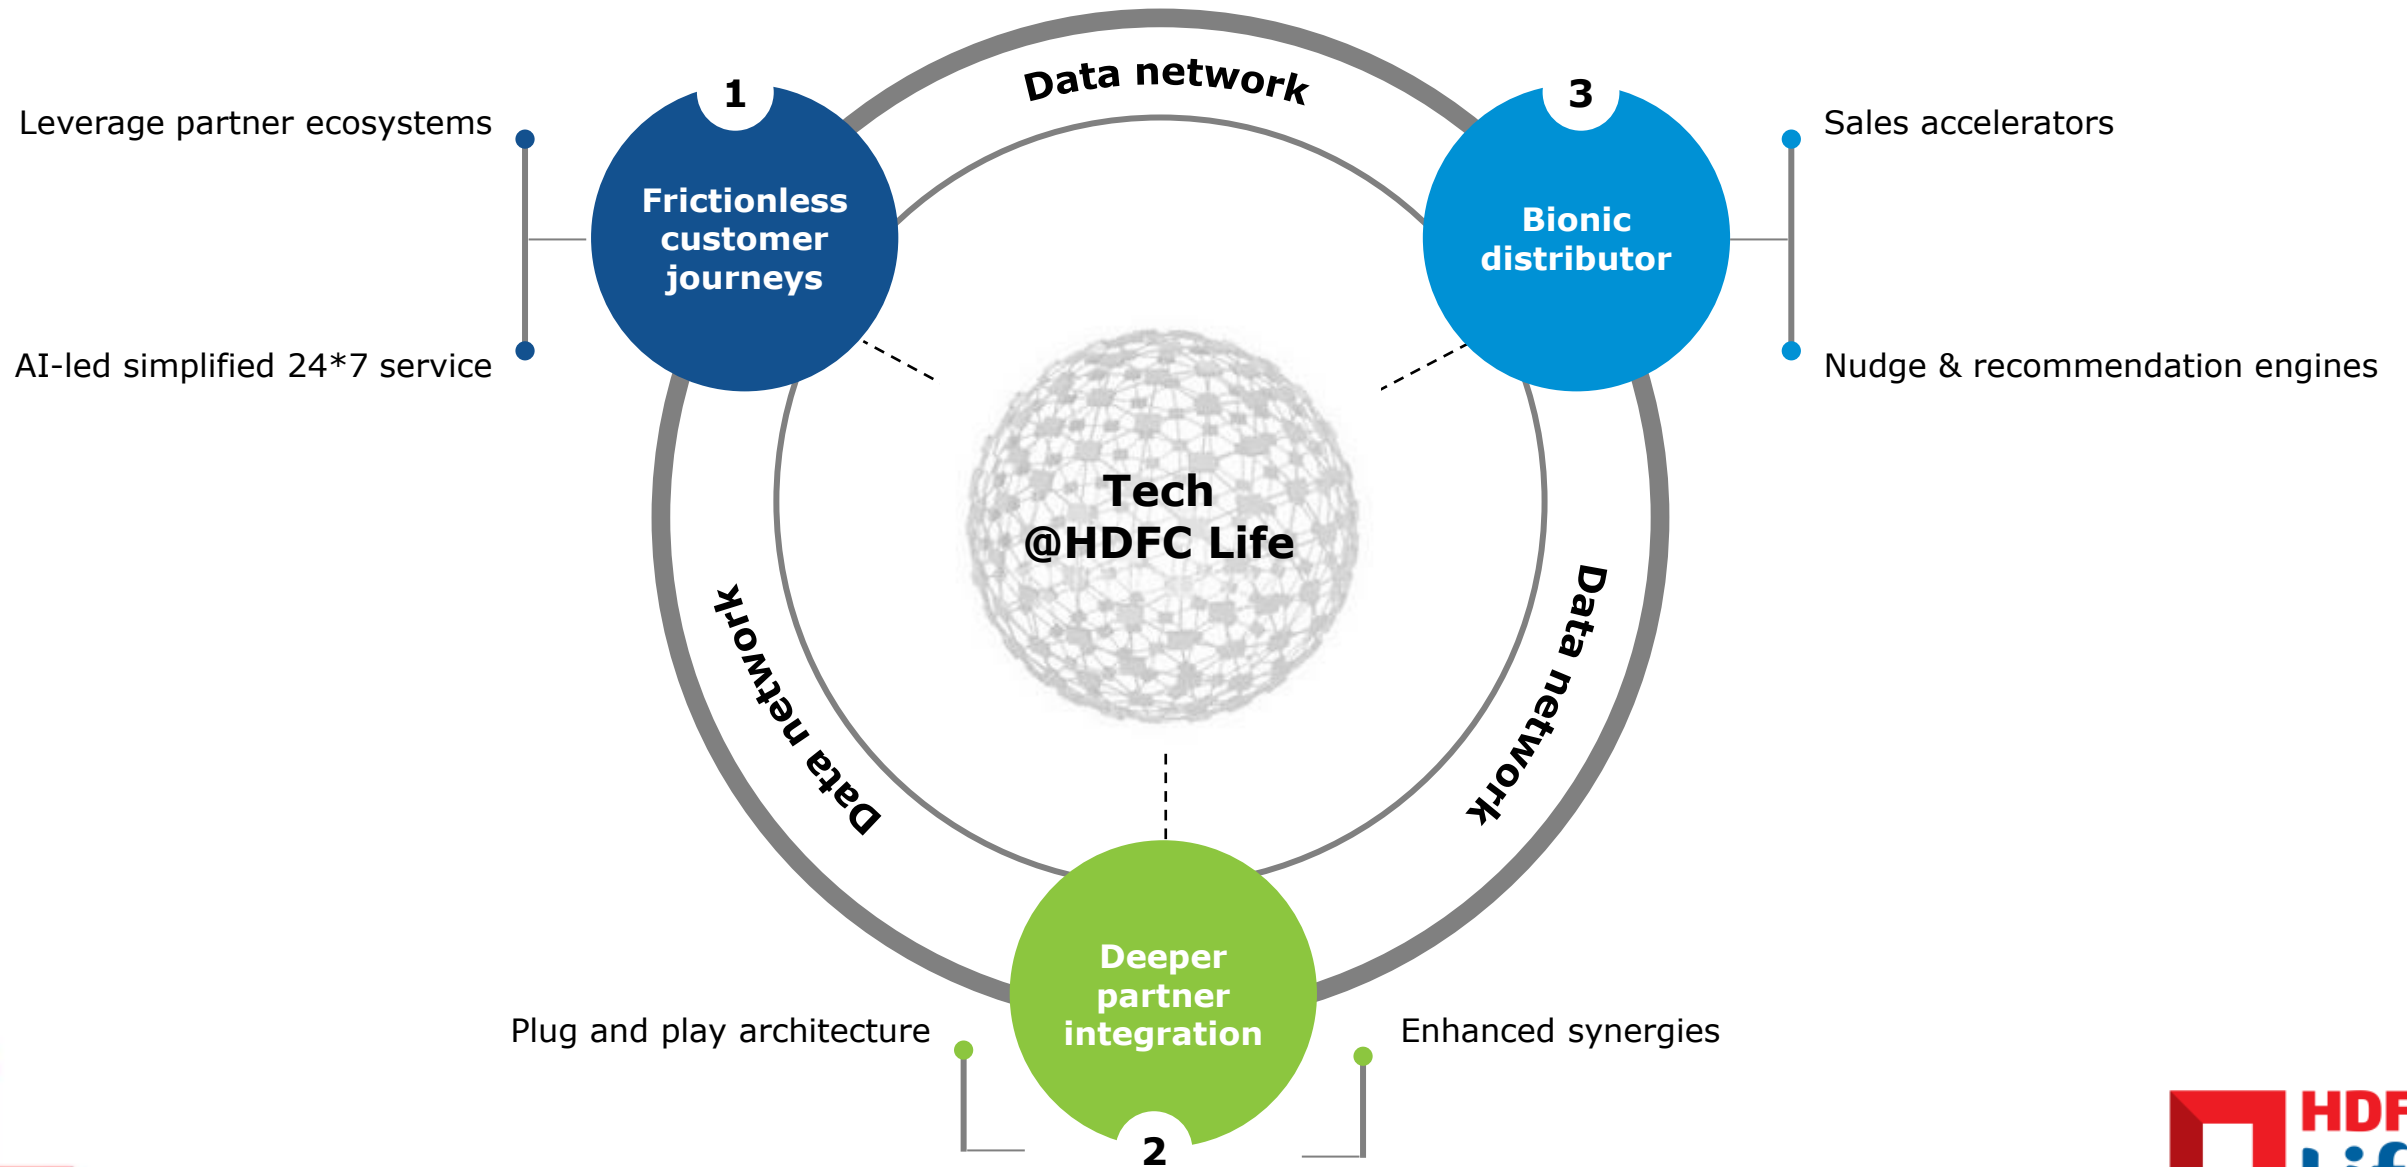 Data network
1
3
Leverage partner ecosystems
Sales accelerators
Frictionless
customer
journeys
Bionic
distributor
AI-led simplified 24*7 service
Nudge & recommendation engines
Tech
@HDFC Life
Data network
Data network
Deeper
partner
integration
Plug and play architecture
Enhanced synergies
2